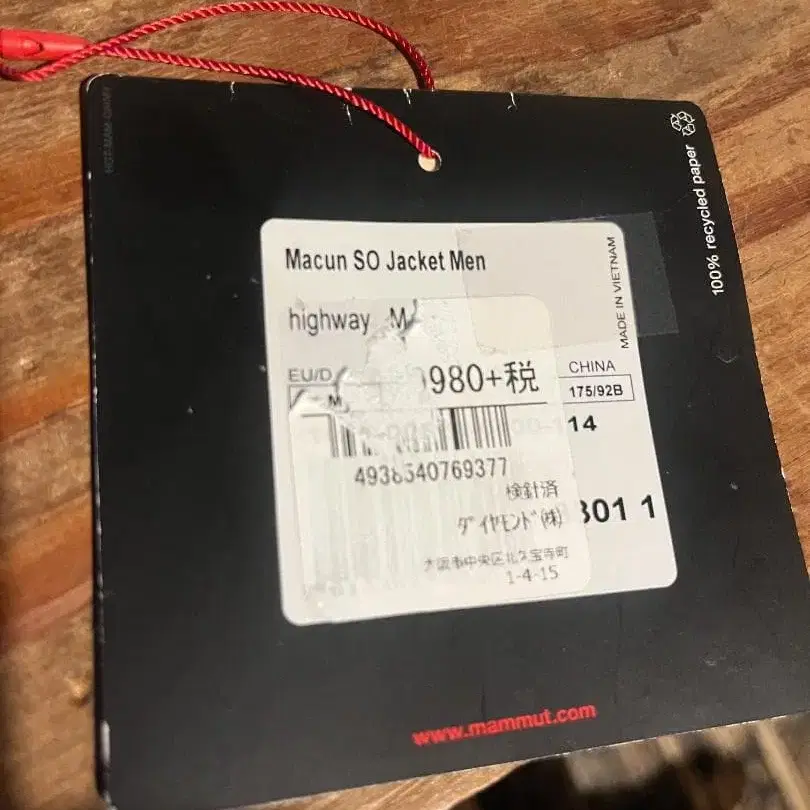 100% recycled paper
Macun SO Jacket Men
MADE IN VIETNAM
highway M
EU/D
CHINA
M
980+税
175/92B
114
4938540769377
検針済
ダイヤモンド(株)
301 1
大阪市中央区北久宝寺町
1-4-15
www.mammut.com